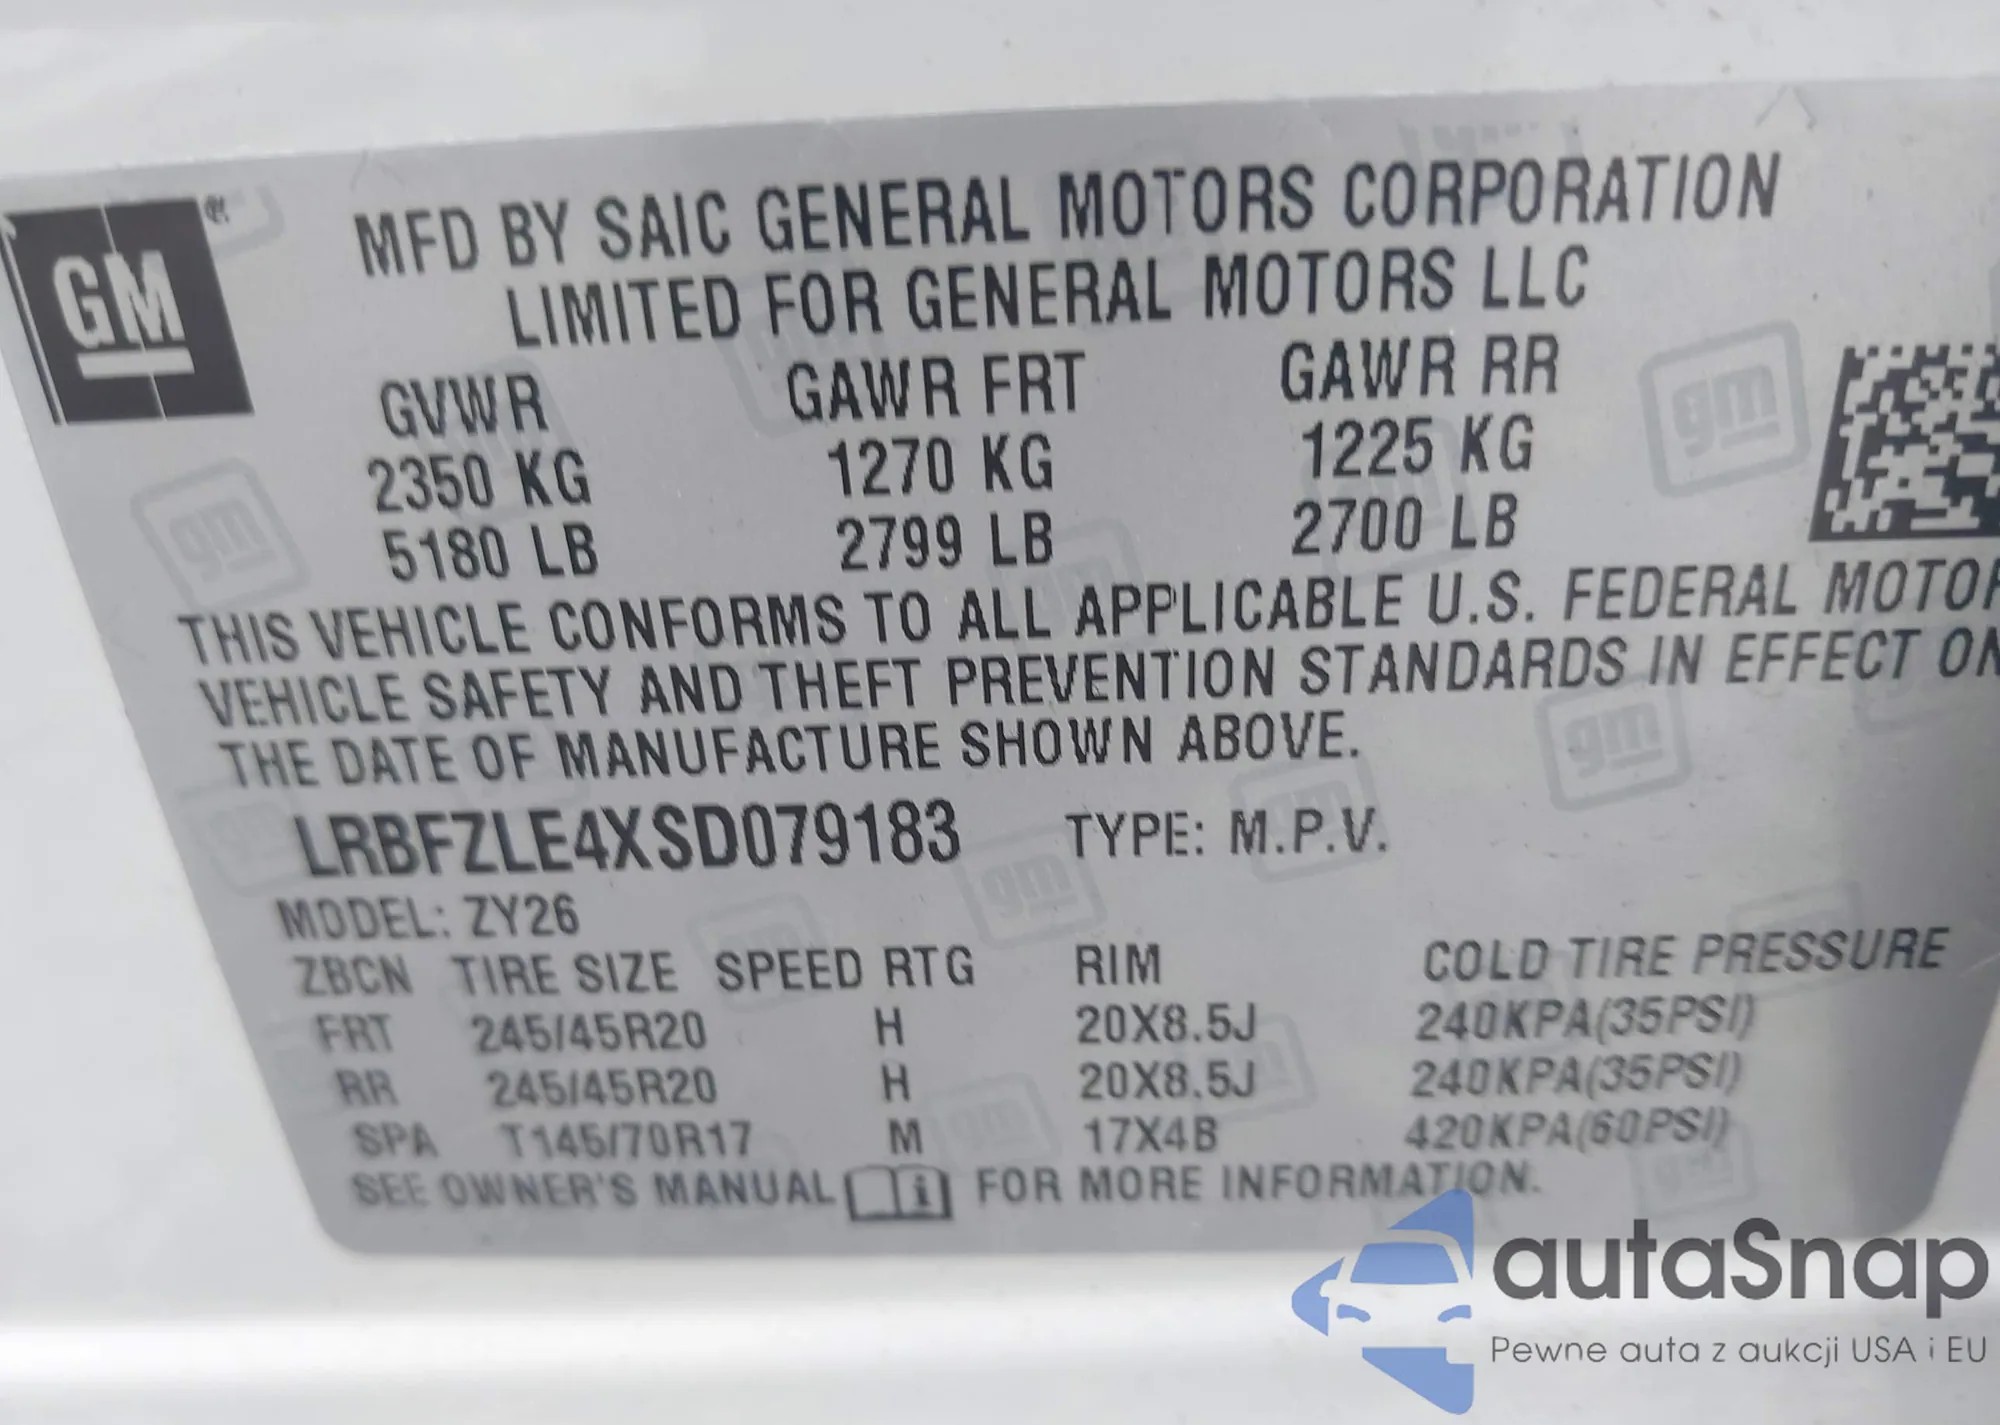 GM
MFD BY SAIC GENERAL MOTORS CORPORATION
LIMITED FOR GENERAL MOTORS LLC
GVWR GAWR FRT GAWR RR
2350 KG 1270 KG 1225 KG
5180 LB 2799 LB 2700 LB
THIS VEHICLE CONFORMS TO ALL APPLICABLE U.S. FEDERAL MOTOR
VEHICLE SAFETY AND THEFT PREVENTION STANDARDS IN EFFECT ON
THE DATE OF MANUFACTURE SHOWN ABOVE.
LRBFZLE4XSD079183 TYPE: M.P.V.
MODEL: ZY26
ZBCN TIRE SIZE SPEED RTG RIM COLD TIRE PRESSURE
FRT 245/45R20 H 20X8.5J 240KPA(35PSI)
RR 245/45R20 H 20X8.5J 240KPA(35PSI)
SPA T145/70R17 M 17X4B 420KPA(60PSI)
SEE OWNER'S MANUAL FOR MORE INFORMATION.
autaSnap
Pewne auta z aukcji USA i EU